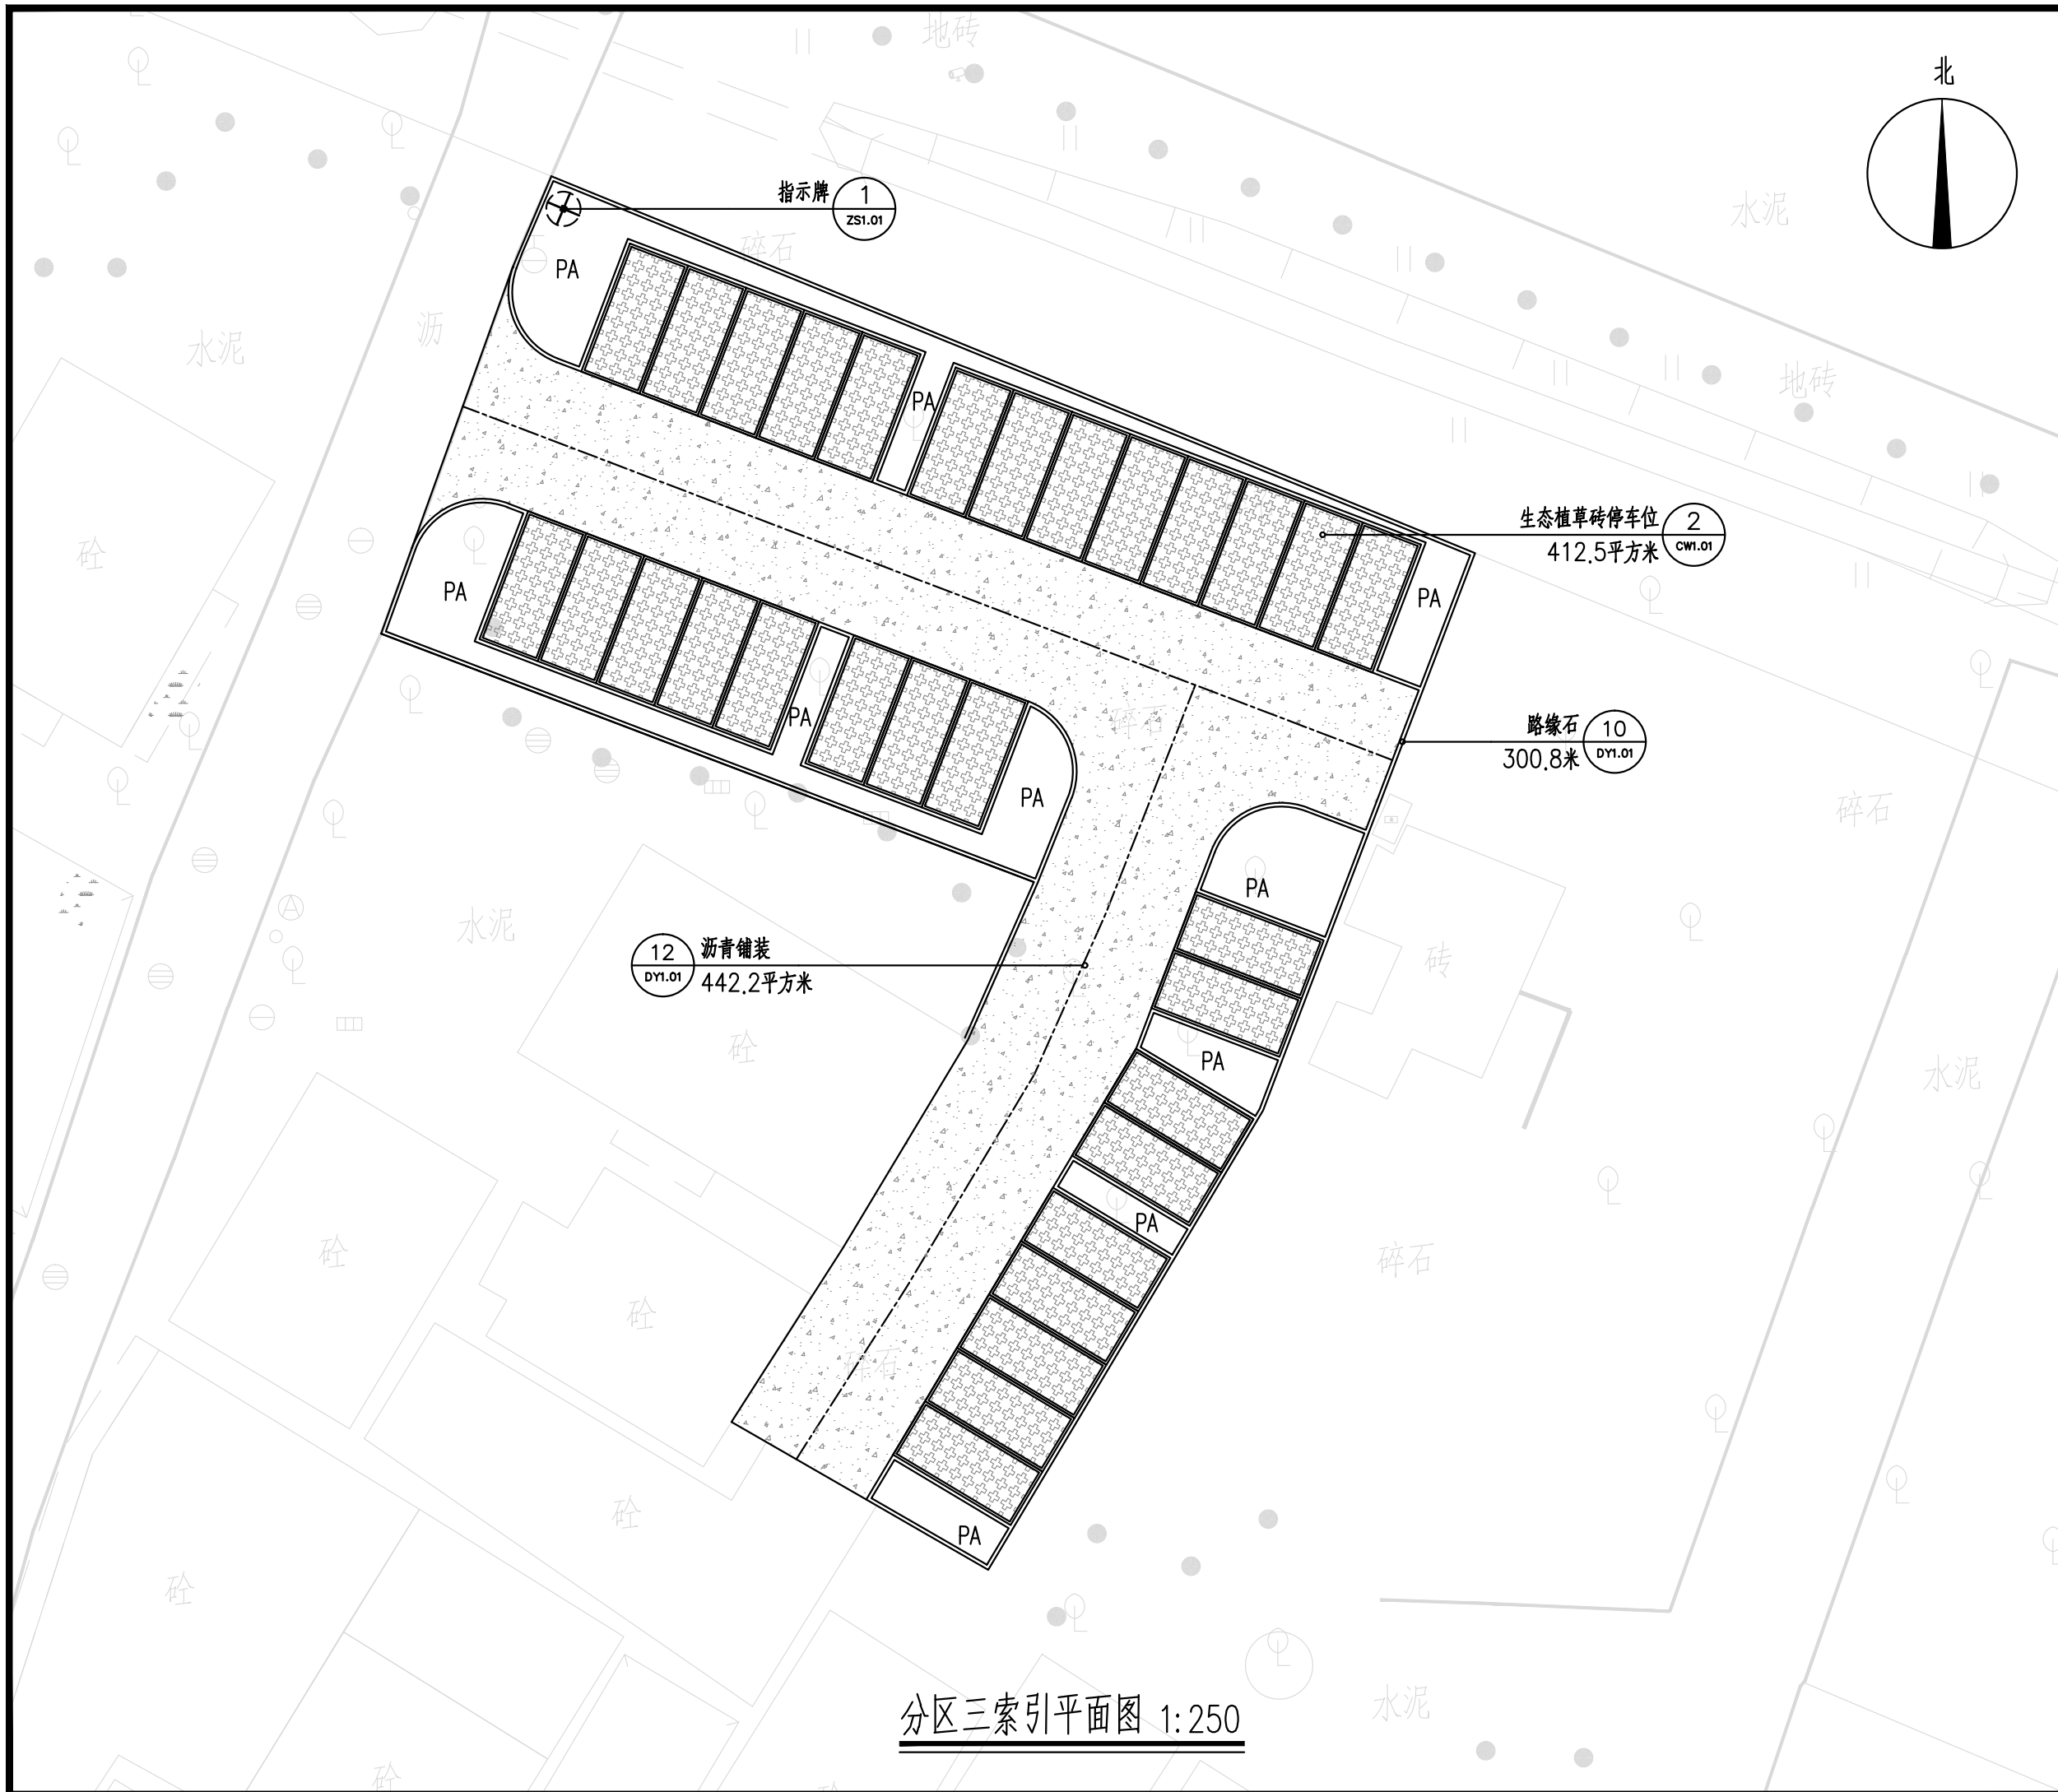 地砖
北
指示牌
1
ZS1.01
水泥
碎石
PA
沥
水泥
地砖
PA
生态植草砖停车位
412.5平方米
2
CW1.01
砼
PA
PA
PA
碎石
路缘石
300.8米
10
DY1.01
PA
碎石
PA
水泥
12
DY1.01
沥青铺装
442.2平方米
砖
砼
PA
水泥
PA
砼
碎石
砼
碎石
砼
PA
砼
水泥
分区三索引平面图 1:250
砼